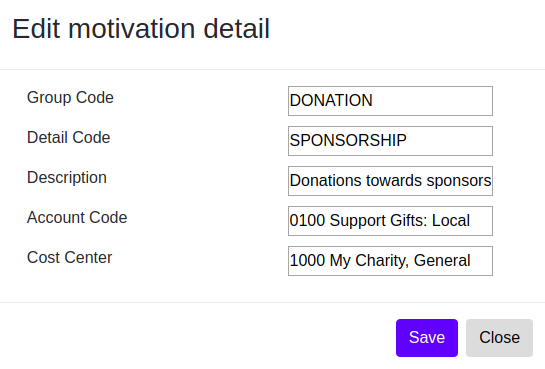 Edit motivation detail
Group Code DONATION
Detail Code SPONSORSHIP
Description Donations towards sponsors
Account Code 0100 Support Gifts: Local
Cost Center 1000 My Charity, General
Save Close